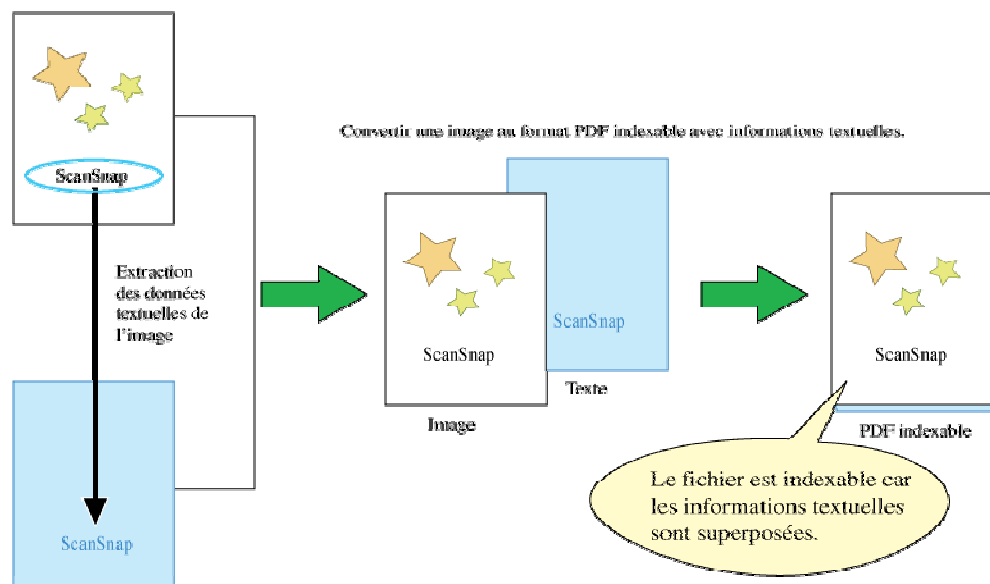 ScanSnap
Extraction
des données
textuelles de
l'image
ScanSnap
Convertir une image au format PDF indexable avec informations textuelles.
ScanSnap
ScanSnap
Texte
Image
ScanSnap
PDF indexable
Le fichier est indexable car
les informations textuelles
sont superposées.